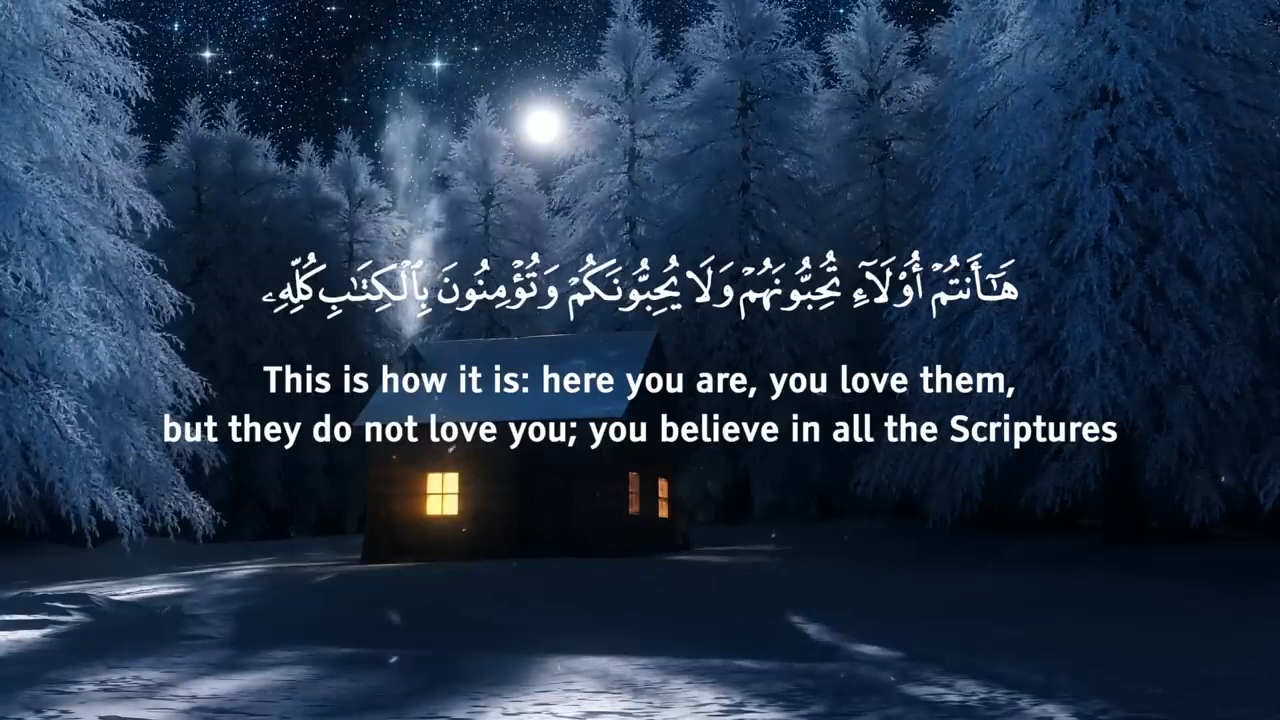 هَـٰٓأَنتُمْ أُو۟لَآءِ تُحِبُّونَهُمْ وَلَا يُحِبُّونَكُمْ وَتُؤْمِنُونَ بِٱلْكِتَـٰبِ كُلِّهِۦ
This is how it is: here you are, you love them,
but they do not love you; you believe in all the Scriptures